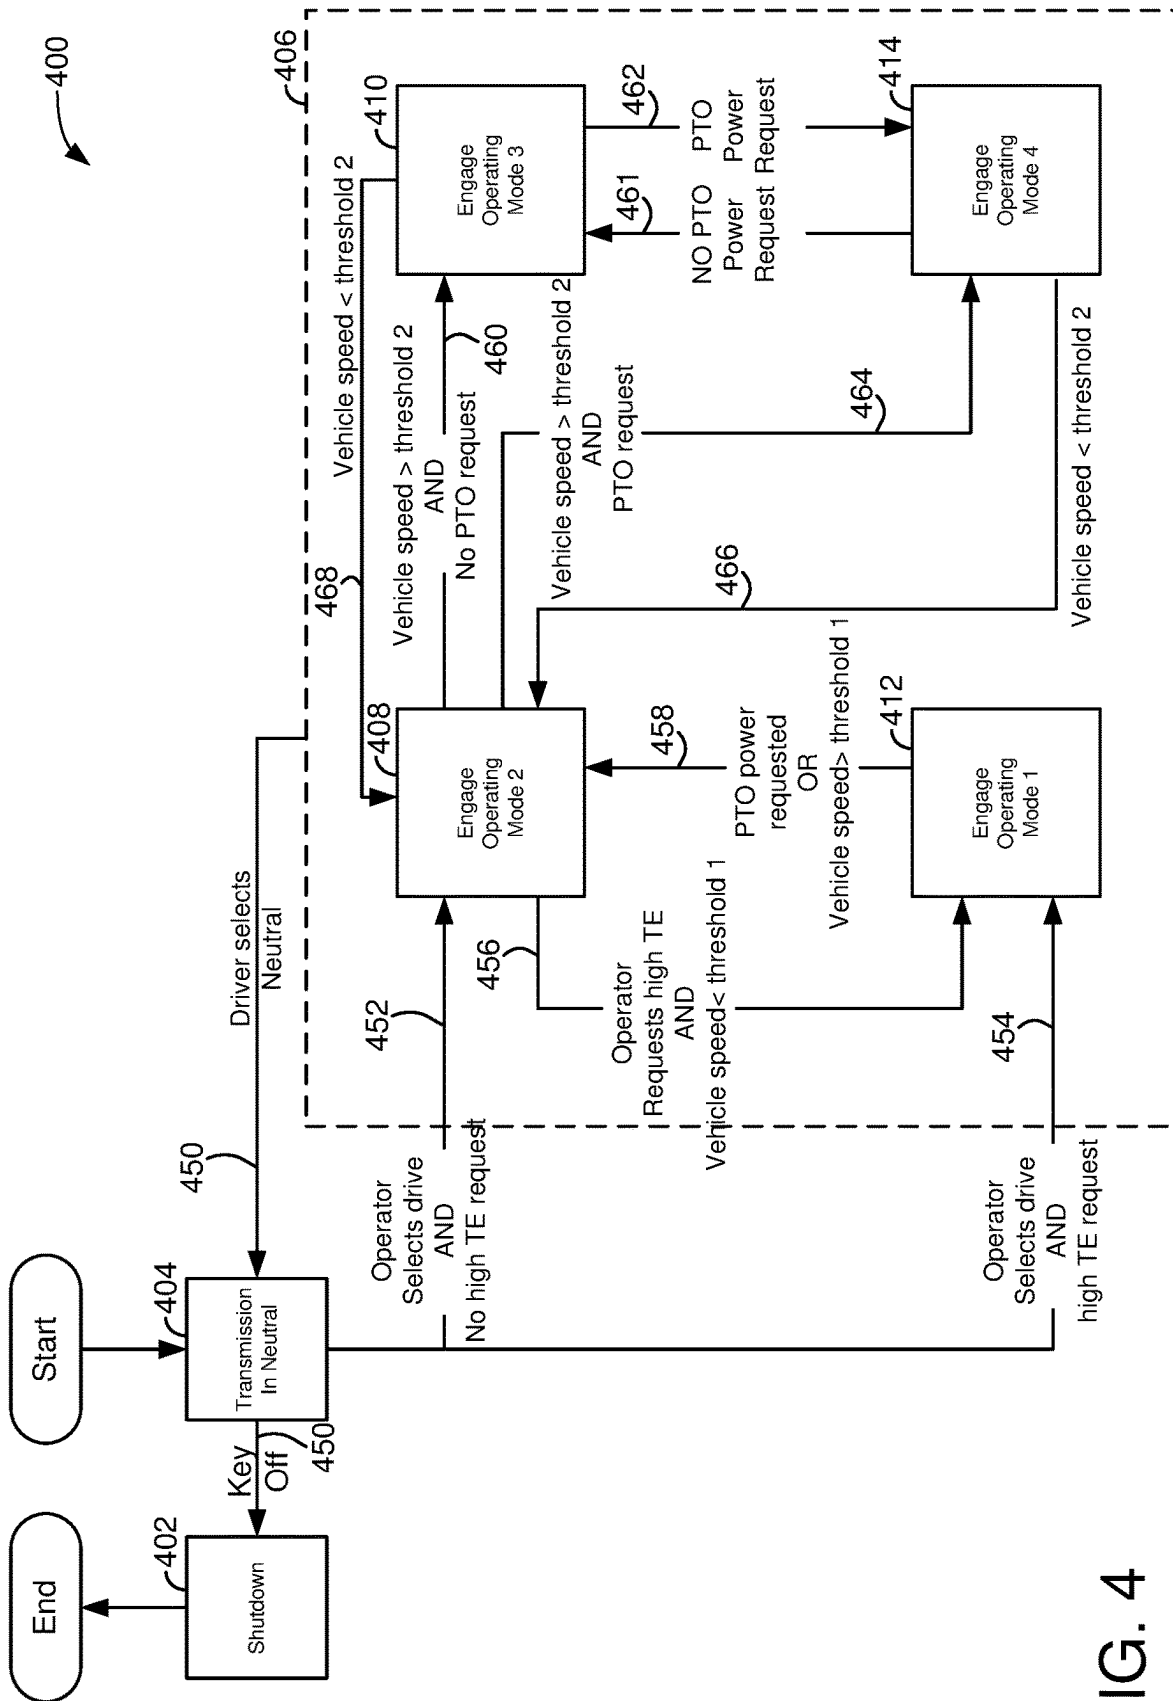 400
End
Start
402
Shutdown
Key
Off
450
404
Transmission
In Neutral
450
Driver selects
Neutral
406
Operator
Selects drive
AND
No high TE request
452
Operator
Selects drive
AND
high TE request
454
408
Engage
Operating
Mode 2
456
Operator
Requests high TE
AND
Vehicle speed< threshold 1
458
PTO power
requested
OR
Vehicle speed> threshold 1
412
Engage
Operating
Mode 1
468
Vehicle speed < threshold 2
Vehicle speed > threshold 2
AND
No PTO request
460
Vehicle speed > threshold 2
AND
PTO request
464
466
Vehicle speed < threshold 2
410
Engage
Operating
Mode 3
461
NO PTO
Power
Request
462
PTO
Power
Request
414
Engage
Operating
Mode 4
IG. 4